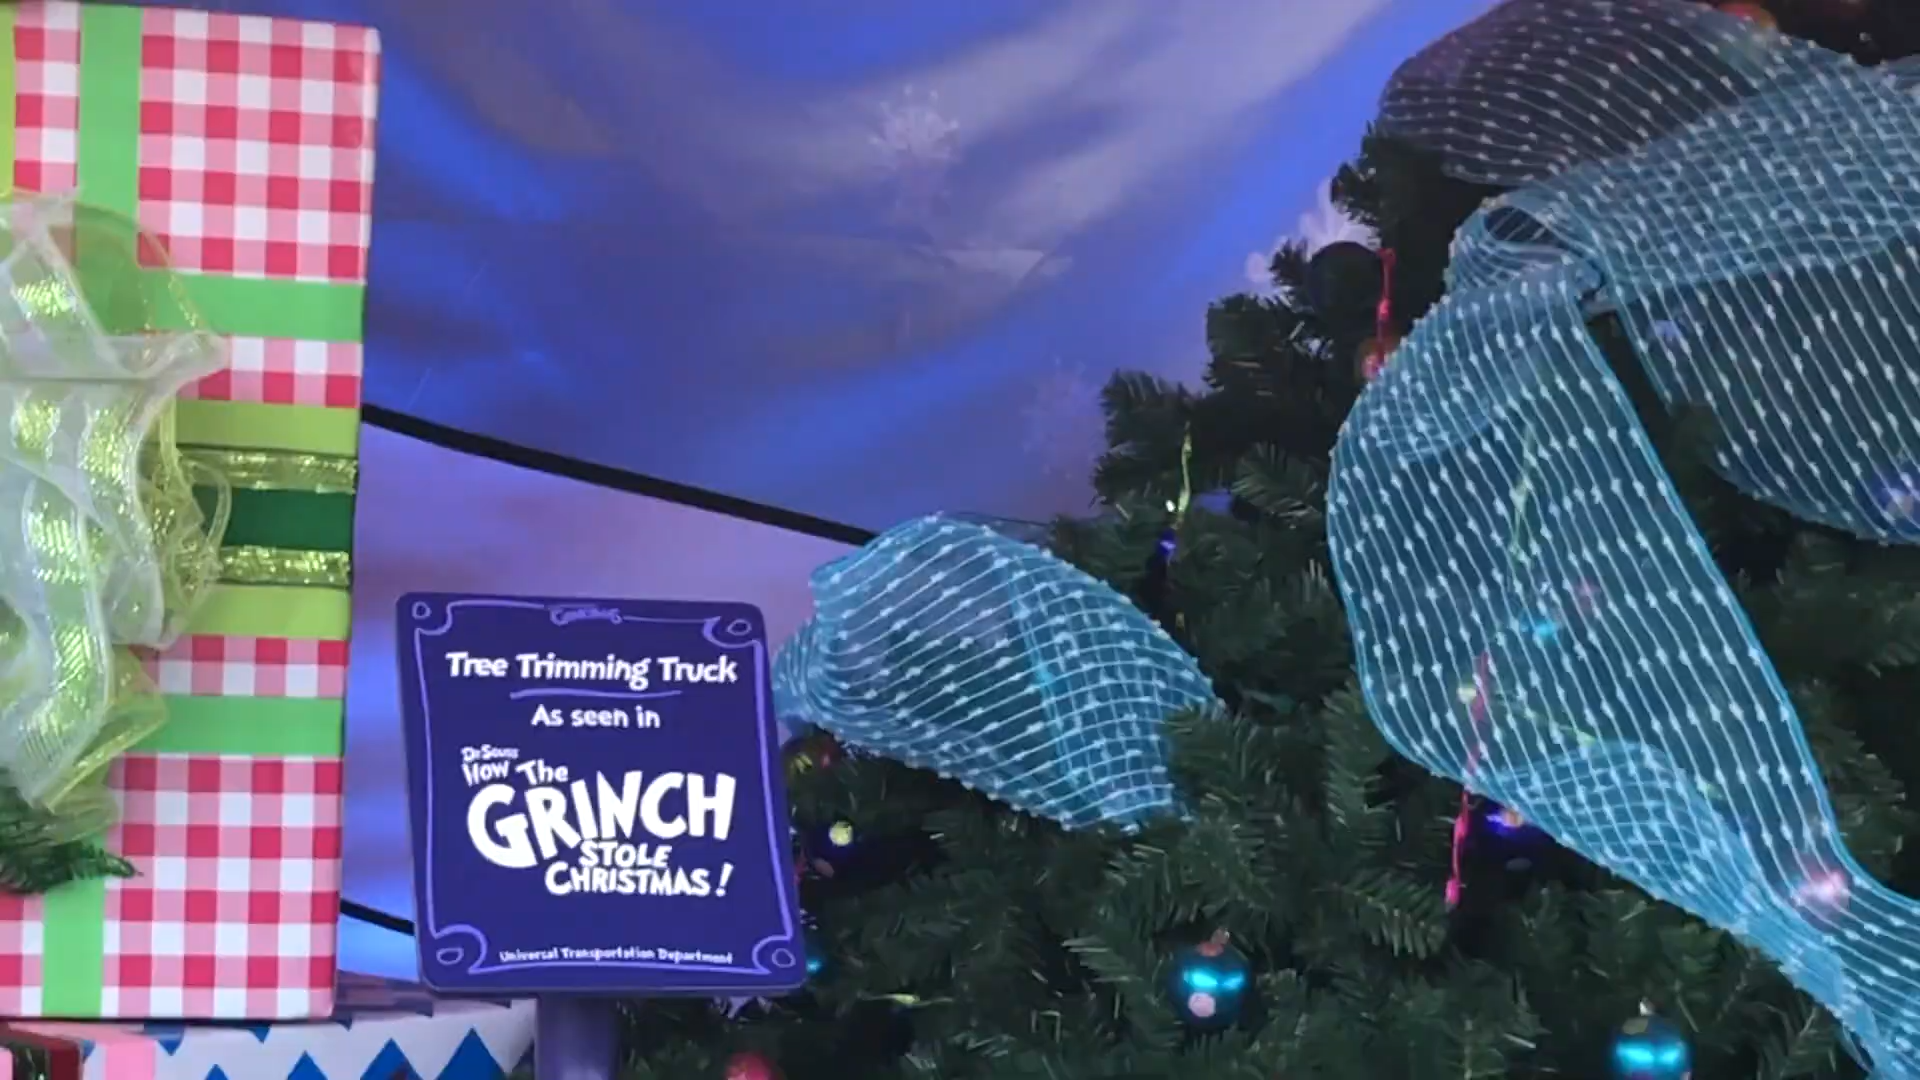 Tree Trimming Truck
As seen in
Dr Seuss
How The
GRINCH
STOLE
CHRISTMAS!
Universal Transportation Department